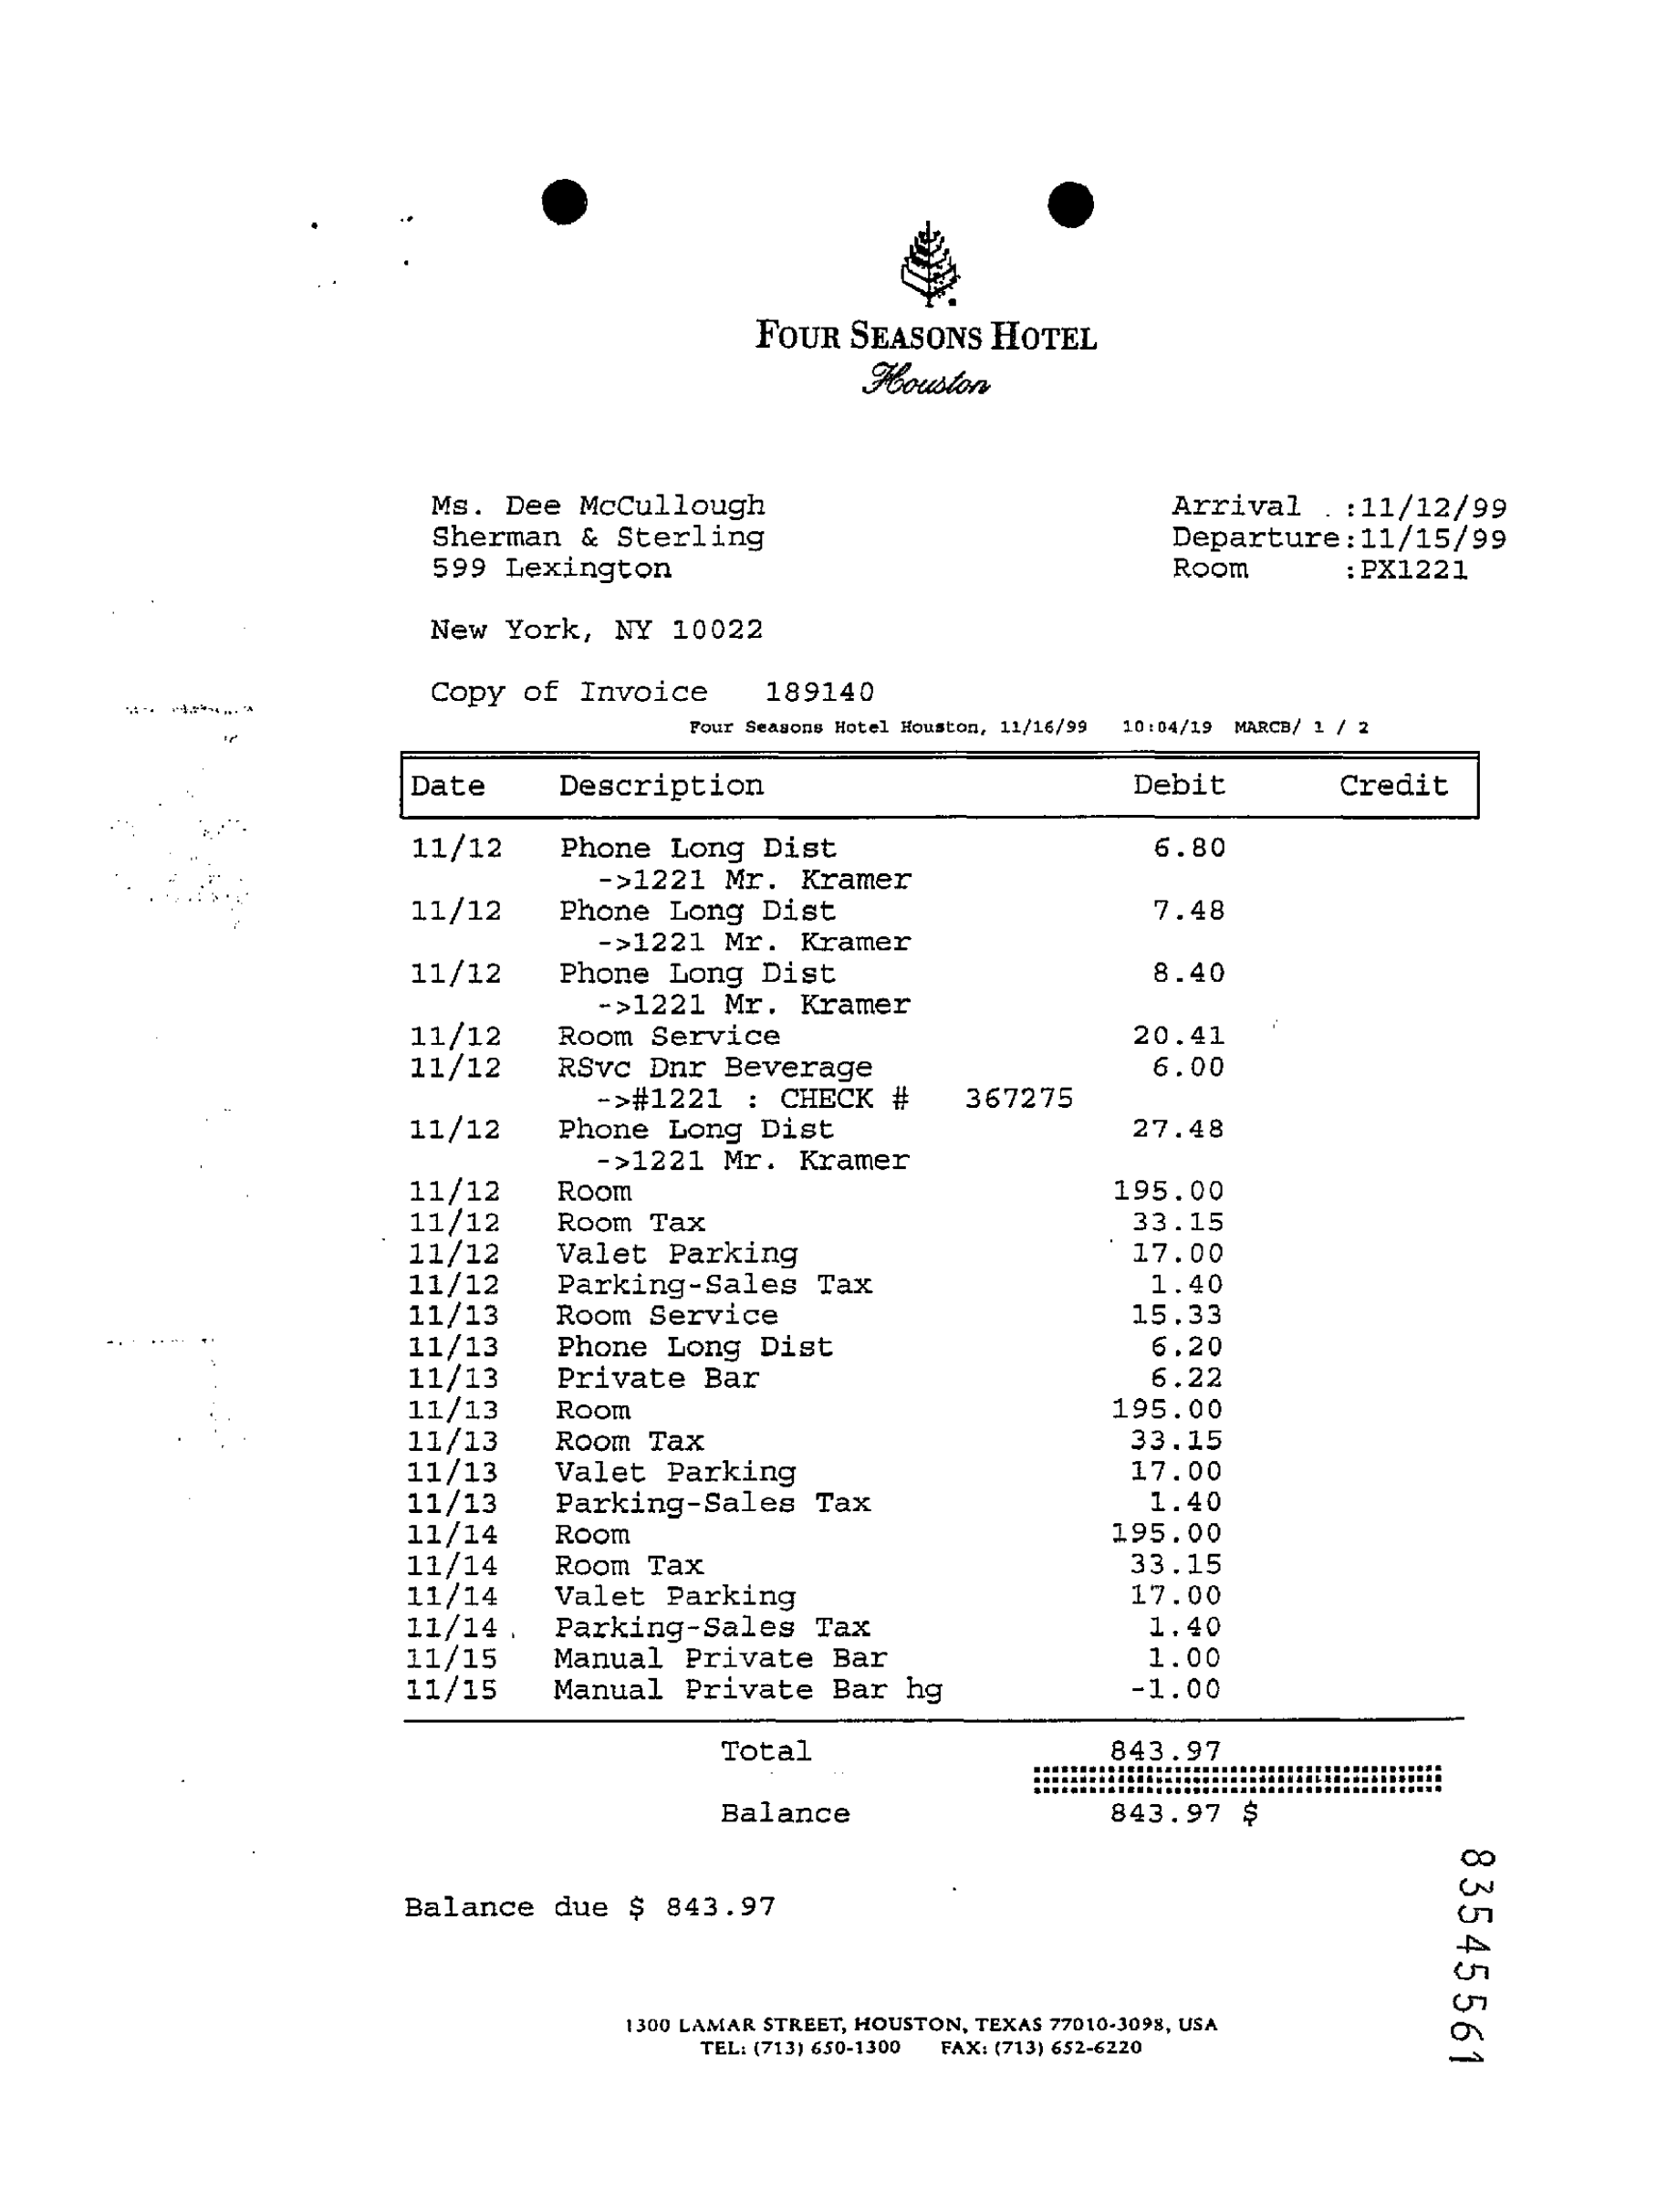 FOUR SEASONS HOTEL
Houston
Ms. Dee McCullough
Sherman & Sterling
599 Lexington
New York, NY 10022
Arrival . :11/12/99
Departure:11/15/99
Room :PX1221
Copy of Invoice 189140
Four Seasons Hotel Houston, 11/16/99 10:04/19 MARCB/ 1 / 2
Date Description Debit Credit
11/12 Phone Long Dist 6.80
->1221 Mr. Kramer
11/12 Phone Long Dist 7.48
->1221 Mr. Kramer
11/12 Phone Long Dist 8.40
->1221 Mr. Kramer
11/12 Room Service 20.41
11/12 RSvc Dnr Beverage 6.00
->#1221 : CHECK # 367275
11/12 Phone Long Dist 27.48
->1221 Mr. Kramer
11/12 Room 195.00
11/12 Room Tax 33.15
11/12 Valet Parking 17.00
11/12 Parking-Sales Tax 1.40
11/13 Room Service 15.33
11/13 Phone Long Dist 6.20
11/13 Private Bar 6.22
11/13 Room 195.00
11/13 Room Tax 33.15
11/13 Valet Parking 17.00
11/13 Parking-Sales Tax 1.40
11/14 Room 195.00
11/14 Room Tax 33.15
11/14 Valet Parking 17.00
11/14 Parking-Sales Tax 1.40
11/15 Manual Private Bar 1.00
11/15 Manual Private Bar hg -1.00
Total 843.97
Balance 843.97 $
Balance due $ 843.97
83545561
1300 LAMAR STREET, HOUSTON, TEXAS 77010-3098, USA
TEL: (713) 650-1300 FAX: (713) 652-6220